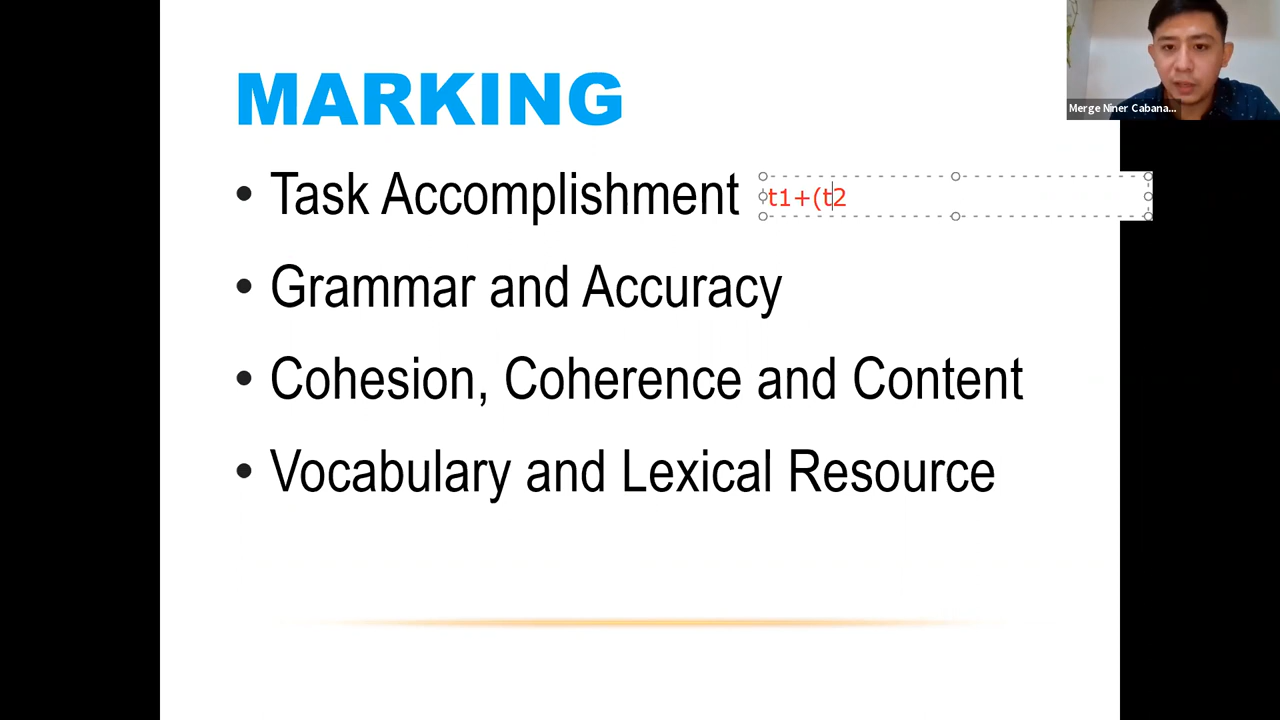 MARKING
• Task Accomplishment t1+(t2
• Grammar and Accuracy
• Cohesion, Coherence and Content
• Vocabulary and Lexical Resource
Merge Niner Cabana...